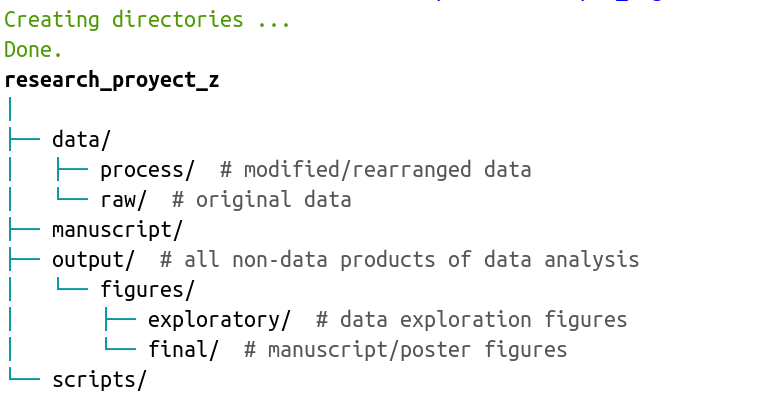 Creating directories ...
Done.
research_proyect_z
│
├── data/
│   ├── process/  # modified/rearranged data
│   └── raw/  # original data
├── manuscript/
├── output/  # all non-data products of data analysis
│   └── figures/
│       ├── exploratory/  # data exploration figures
│       └── final/  # manuscript/poster figures
└── scripts/